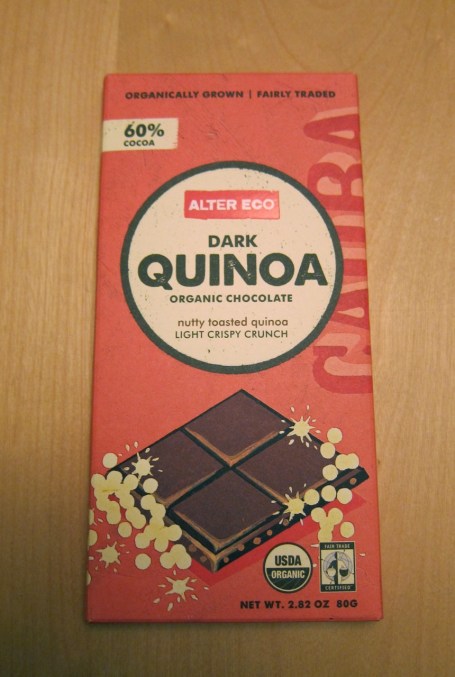 ORGANICALLY GROWN | FAIRLY TRADED
60%
COCOA
ALTER ECO
DARK
QUINOA
ORGANIC CHOCOLATE
nutty toasted quinoa
LIGHT CRISPY CRUNCH
USDA
ORGANIC
FAIR TRADE
CERTIFIED
NET WT. 2.82 OZ 80G